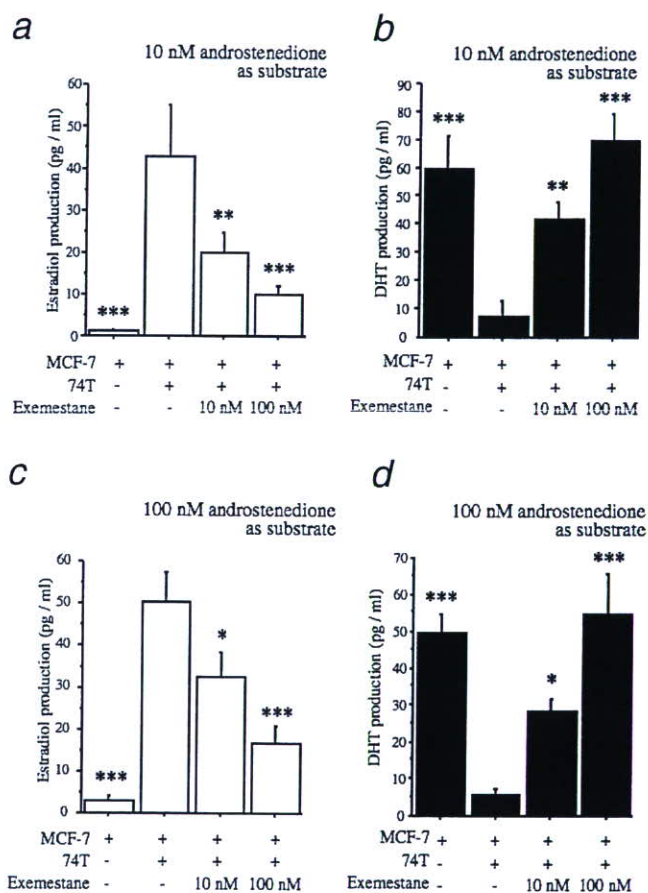 a
10 nM androstenedione
as substrate
Estradiol production (pg / ml)
60
50
40
30
20
10
0
***
**
***
MCF-7 + + + +
74T - + + +
Exemestane - - 10 nM 100 nM
b
10 nM androstenedione
as substrate
DHT production (pg / ml)
90
80
70
60
50
40
30
20
10
0
***
**
***
MCF-7 + + + +
74T - + + +
Exemestane - - 10 nM 100 nM
c
100 nM androstenedione
as substrate
Estradiol production (pg / ml)
60
50
40
30
20
10
0
***
*
***
MCF-7 + + + +
74T - + + +
Exemestane - - 10 nM 100 nM
d
100 nM androstenedione
as substrate
DHT production (pg / ml)
70
60
50
40
30
20
10
0
***
*
***
MCF-7 + + + +
74T - + + +
Exemestane - - 10 nM 100 nM